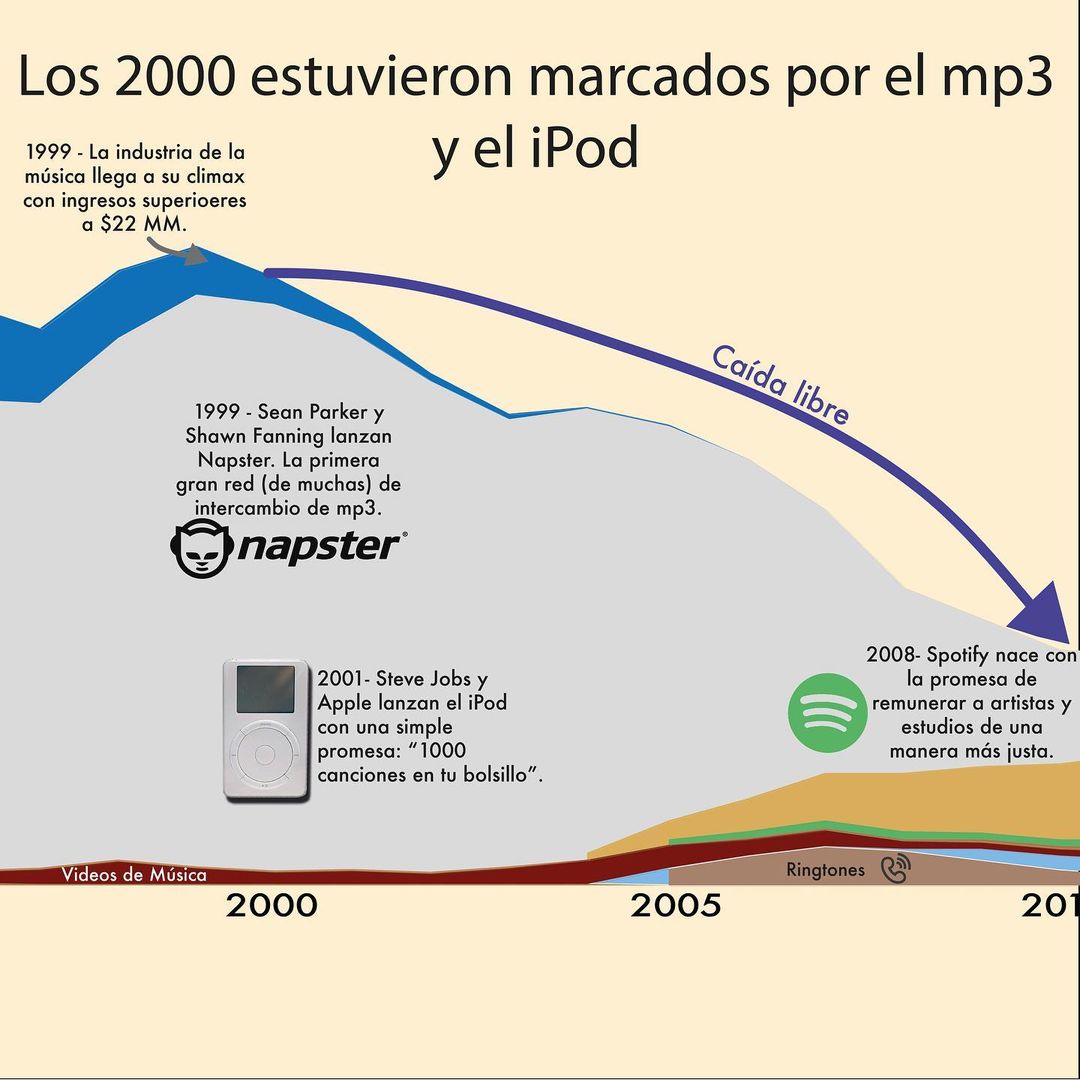 Los 2000 estuvieron marcados por el mp3
y el iPod
1999 - La industria de la
música llega a su climax
con ingresos superioeres
a $22 MM.
Caída libre
1999 - Sean Parker y
Shawn Fanning lanzan
Napster. La primera
gran red (de muchas) de
intercambio de mp3.
napster
2001- Steve Jobs y
Apple lanzan el iPod
con una simple
promesa: “1000
canciones en tu bolsillo”.
2008- Spotify nace con
la promesa de
remunerar a artistas y
estudios de una
manera más justa.
Videos de Música
Ringtones
2000
2005
201